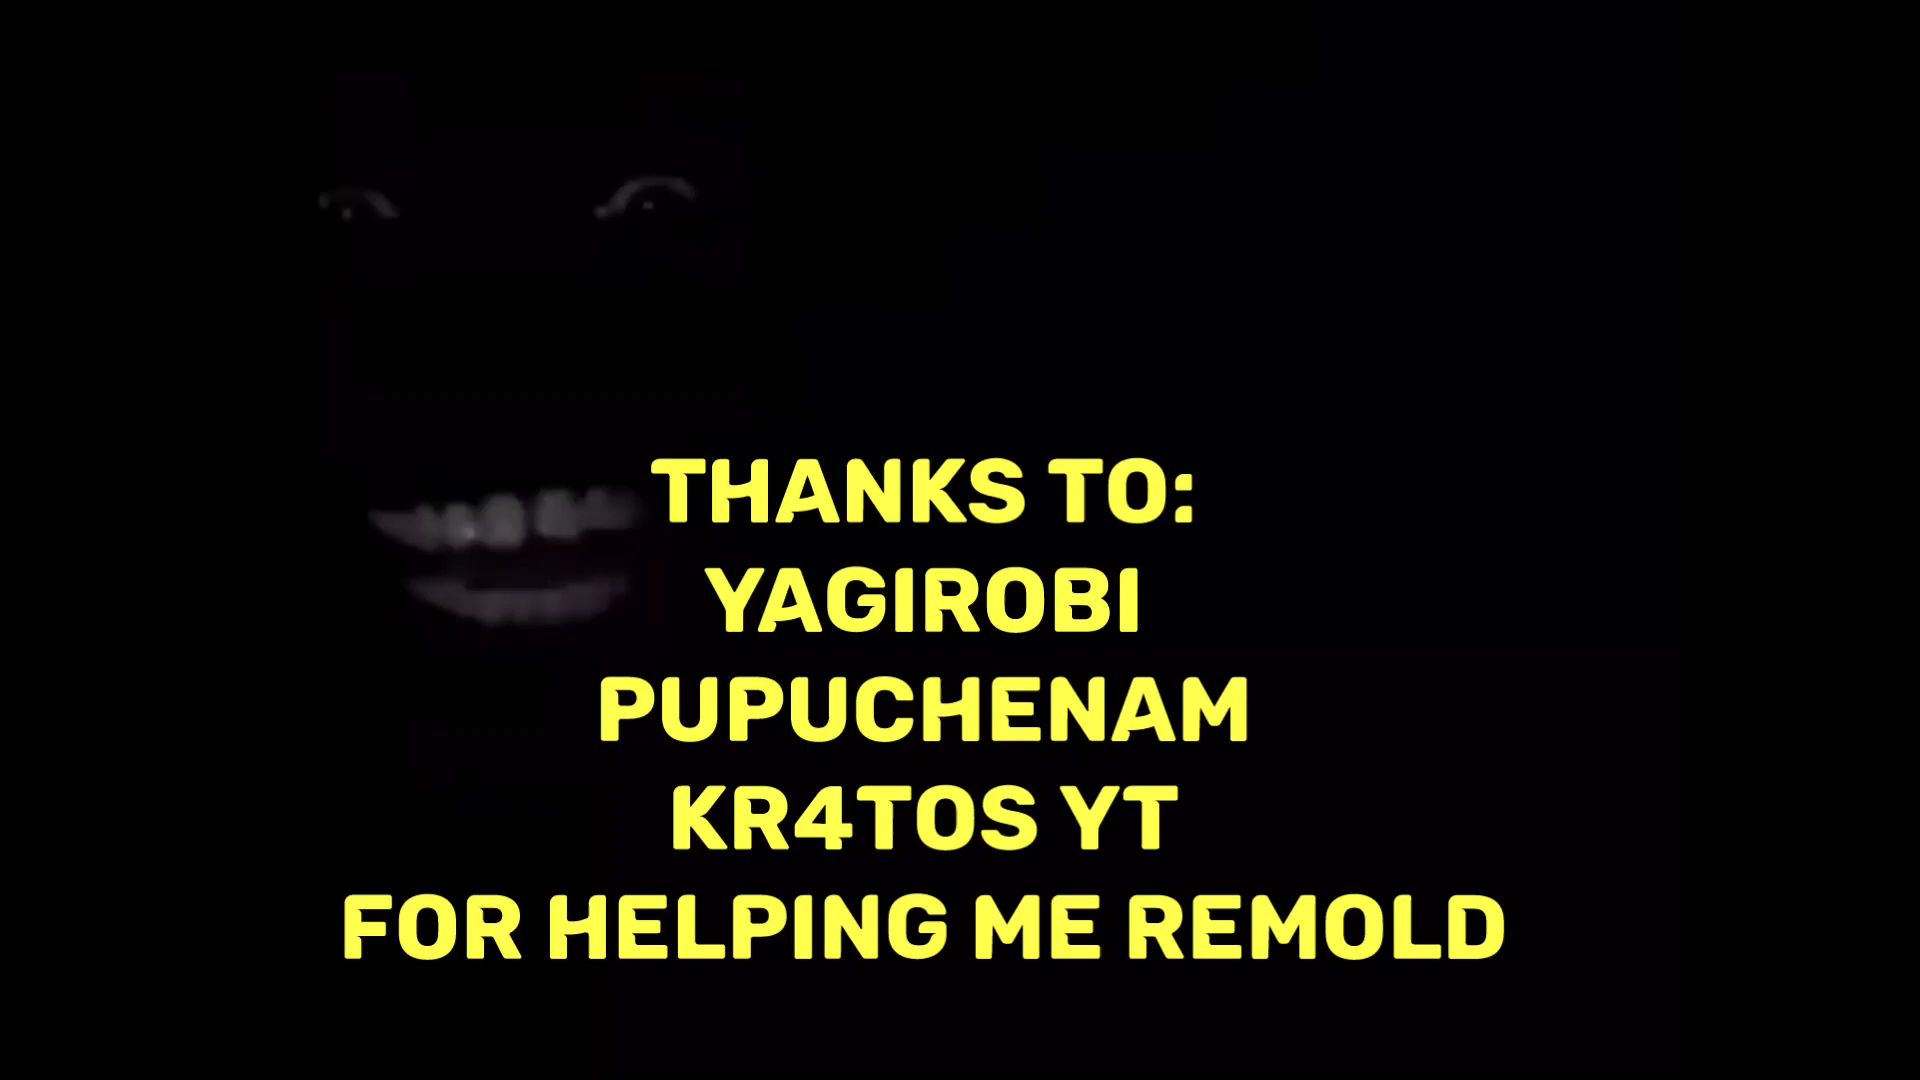 THANKS TO:
YAGIROBI
PUPUCHENAM
KR4TOS YT
FOR HELPING ME REMOLD